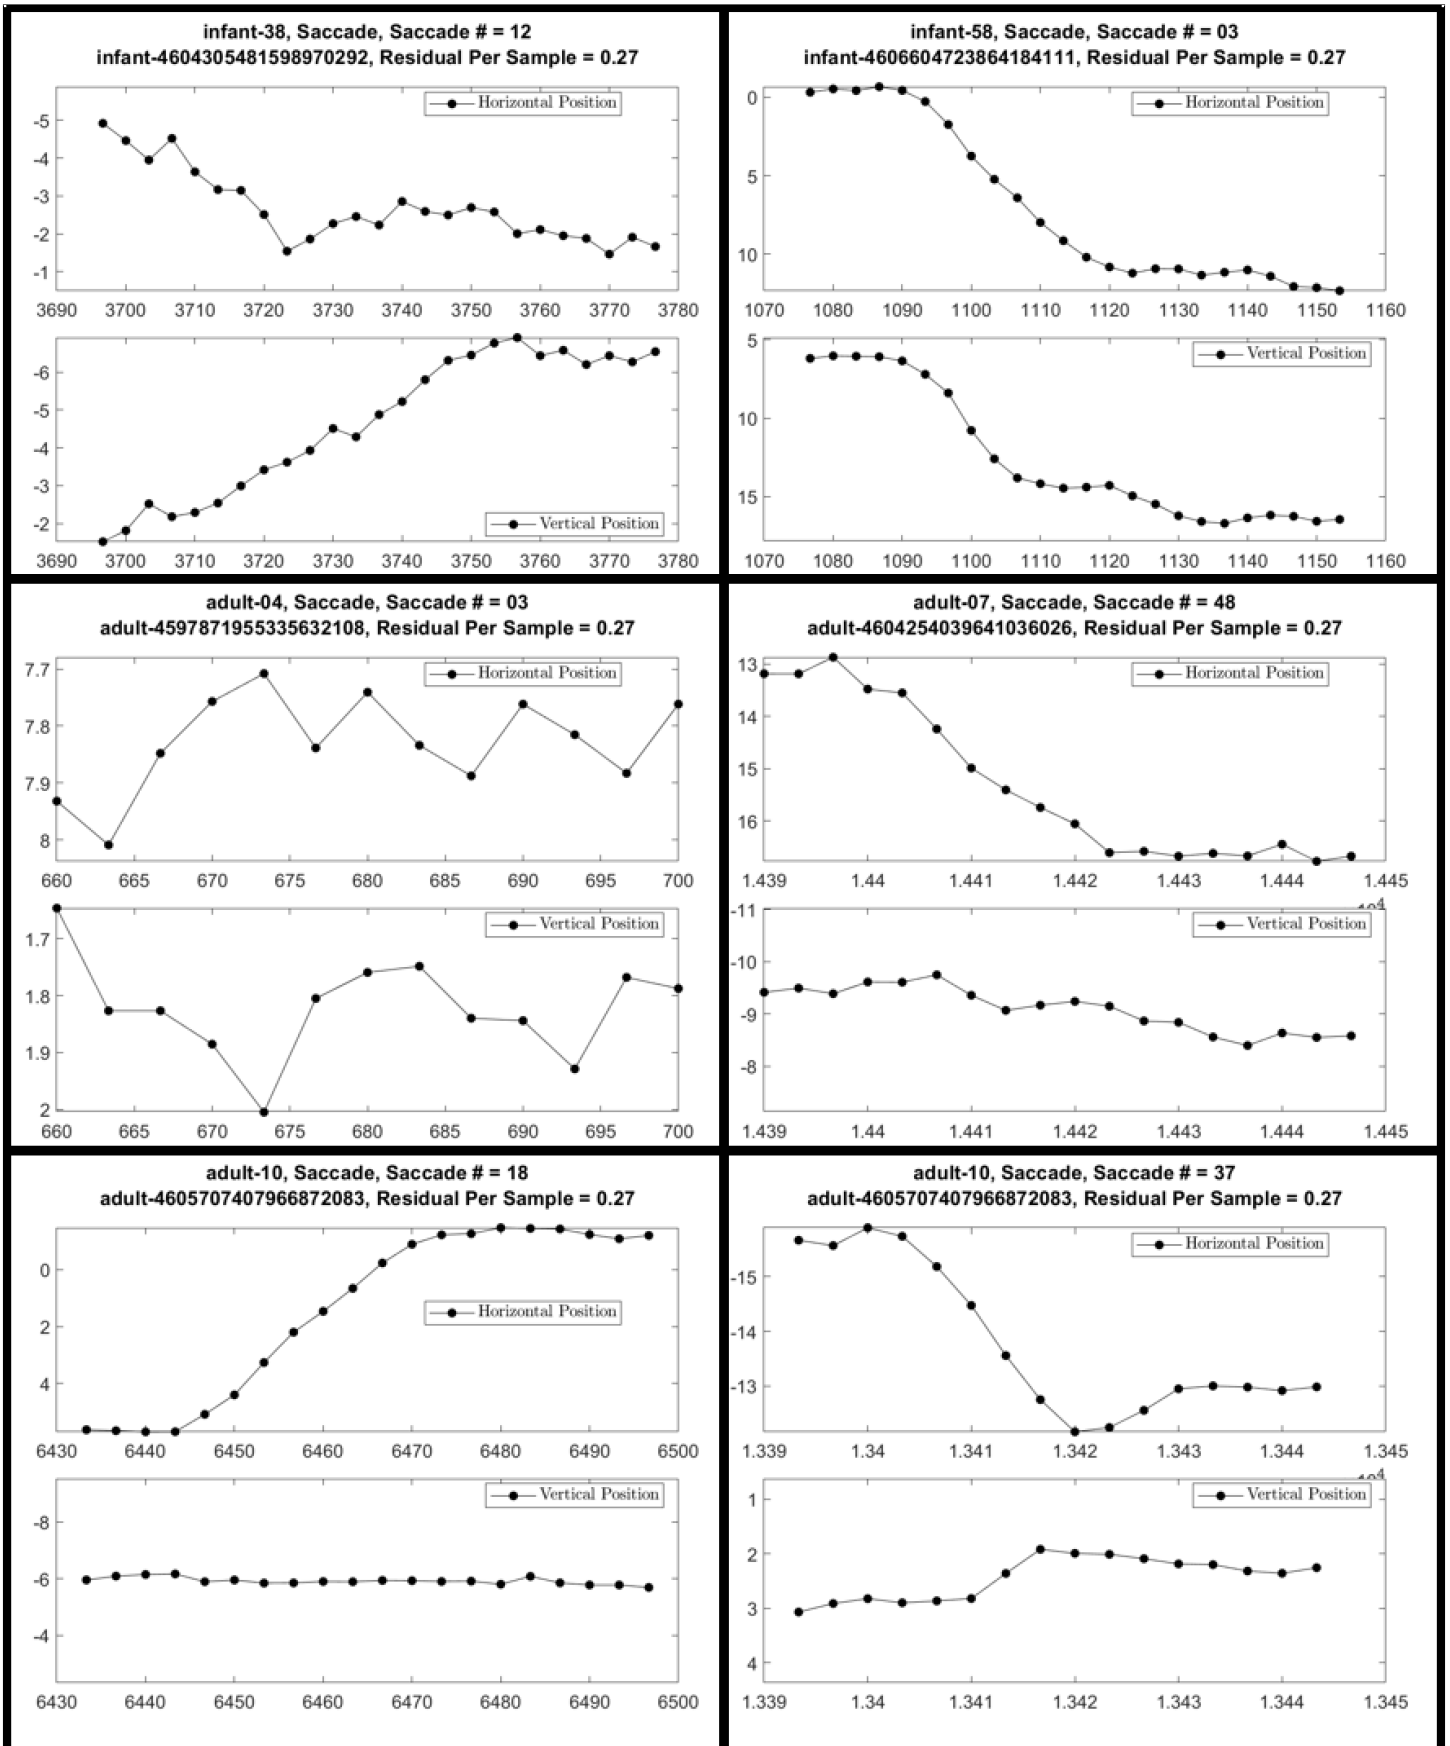 infant-38, Saccade, Saccade # = 12
infant-4604305481598970292, Residual Per Sample = 0.27
Horizontal Position
-5
-4
-3
-2
-1
3690 3700 3710 3720 3730 3740 3750 3760 3770 3780
Vertical Position
-6
-5
-4
-3
-2
3690 3700 3710 3720 3730 3740 3750 3760 3770 3780
infant-58, Saccade, Saccade # = 03
infant-4606604723864184111, Residual Per Sample = 0.27
Horizontal Position
0
5
10
1070 1080 1090 1100 1110 1120 1130 1140 1150 1160
Vertical Position
5
10
15
1070 1080 1090 1100 1110 1120 1130 1140 1150 1160
adult-04, Saccade, Saccade # = 03
adult-4597871955335632108, Residual Per Sample = 0.27
Horizontal Position
7.7
7.8
7.9
8
660 665 670 675 680 685 690 695 700
Vertical Position
1.7
1.8
1.9
2
660 665 670 675 680 685 690 695 700
adult-07, Saccade, Saccade # = 48
adult-4604254039641036026, Residual Per Sample = 0.27
Horizontal Position
13
14
15
16
1.439 1.44 1.441 1.442 1.443 1.444 1.445
Vertical Position
-11
-10
-9
-8
1.439 1.44 1.441 1.442 1.443 1.444 1.445
adult-10, Saccade, Saccade # = 18
adult-4605707407966872083, Residual Per Sample = 0.27
Horizontal Position
0
2
4
6430 6440 6450 6460 6470 6480 6490 6500
Vertical Position
-8
-6
-4
6430 6440 6450 6460 6470 6480 6490 6500
adult-10, Saccade, Saccade # = 37
adult-4605707407966872083, Residual Per Sample = 0.27
Horizontal Position
-15
-14
-13
1.339 1.34 1.341 1.342 1.343 1.344 1.345
Vertical Position
1
2
3
4
1.339 1.34 1.341 1.342 1.343 1.344 1.345